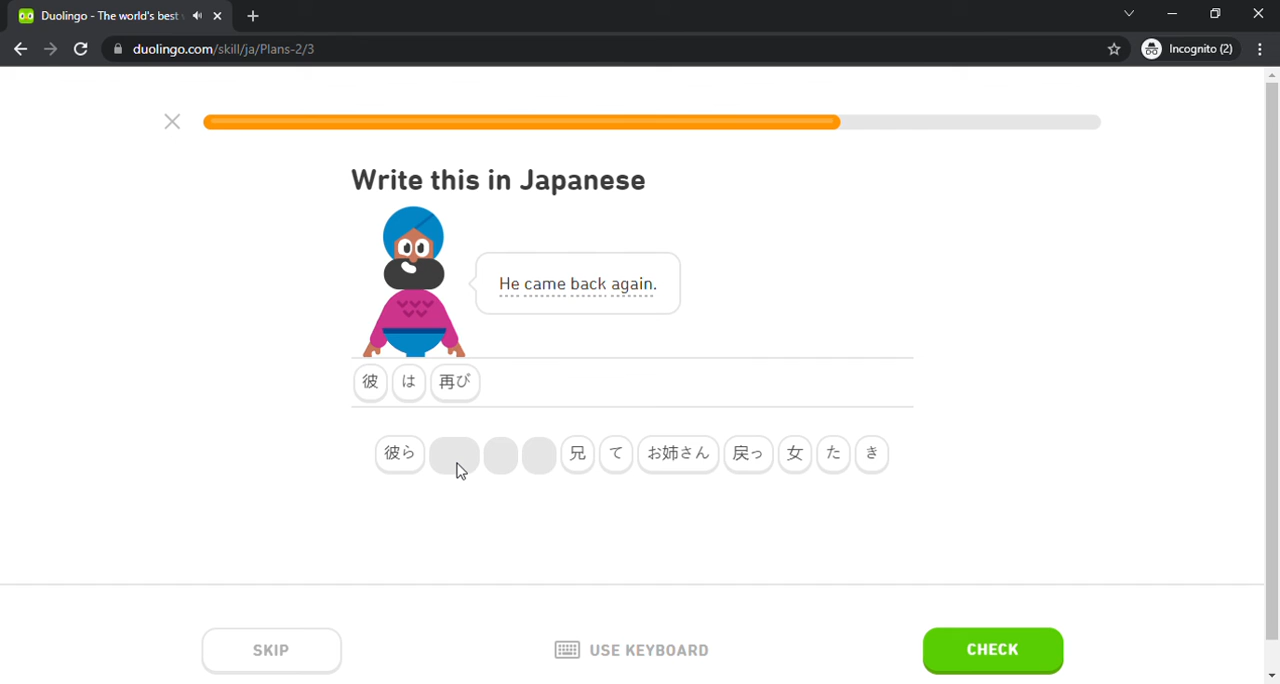 Duolingo - The world's best
duolingo.com/skill/ja/Plans-2/3
Incognito (2)
Write this in Japanese
He came back again.
彼 は 再び
彼ら 兄 て お姉さん 戻っ 女 た き
SKIP
USE KEYBOARD
CHECK